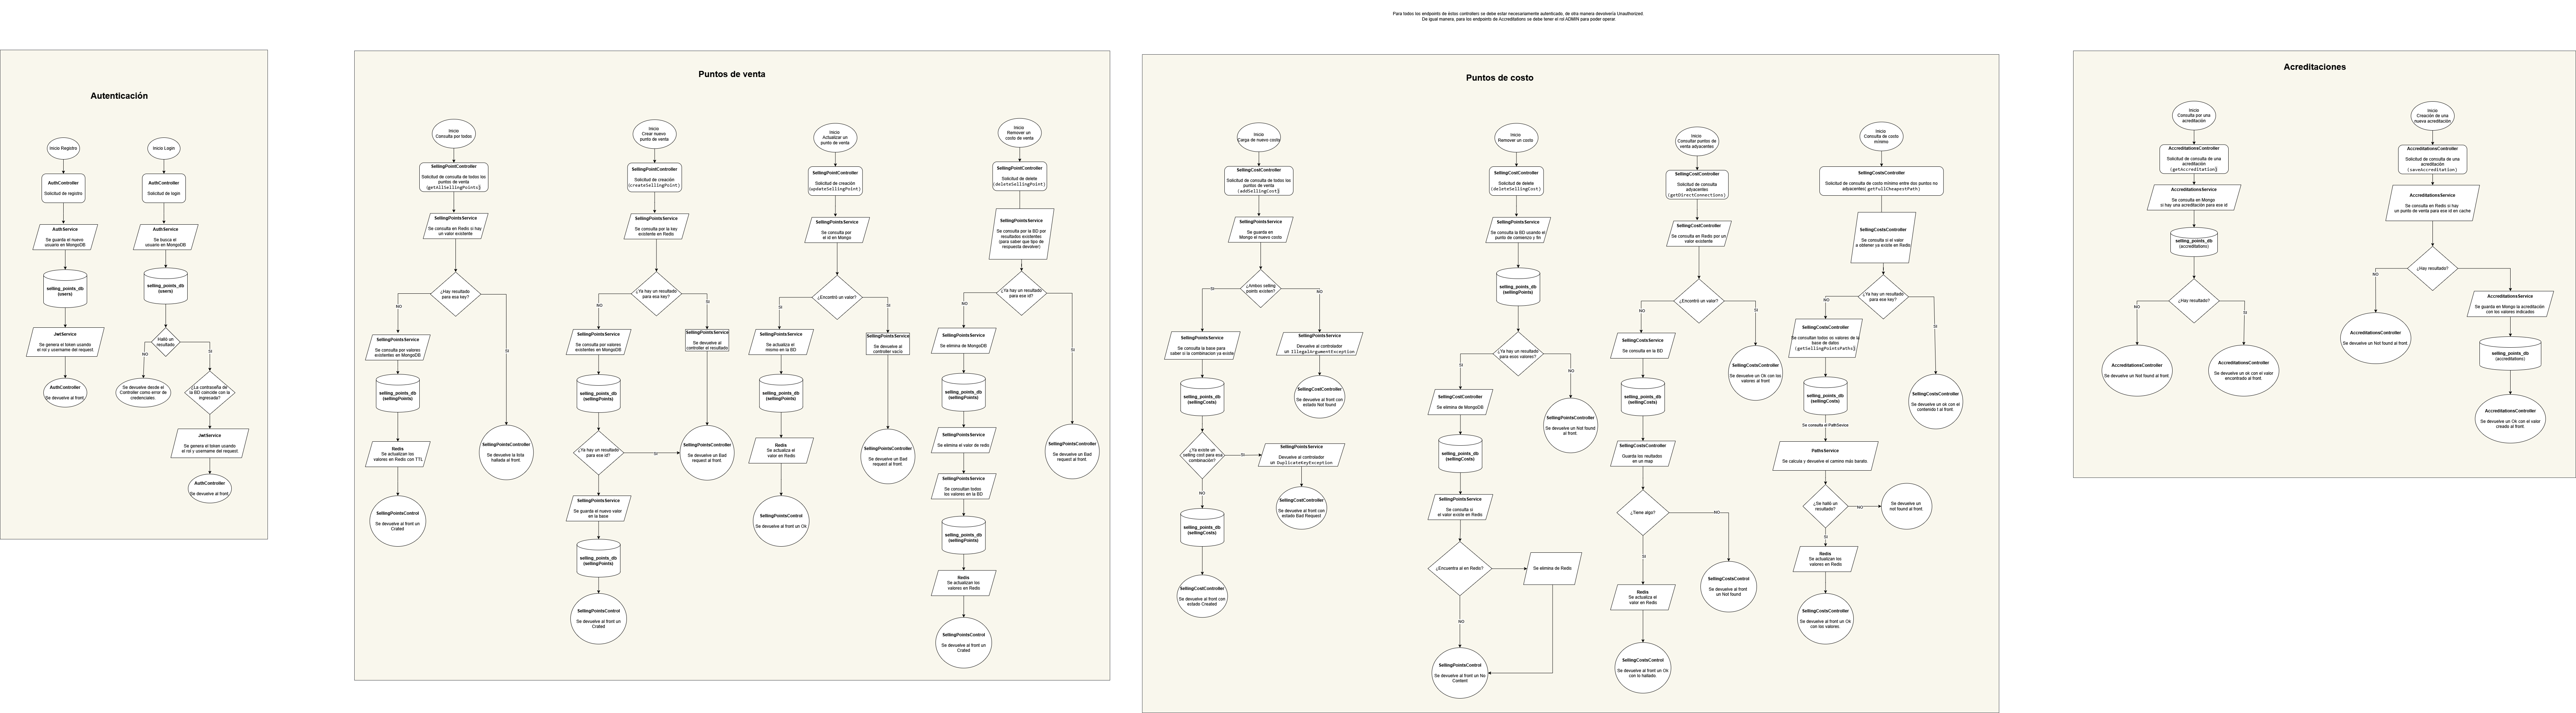 Para todos los endpoints de éstos controllers se debe estar necesariamente autenticado, de otra manera devolvería Unauthorized.
De igual manera, para los endpoints de Accreditations se debe tener el rol ADMIN para poder operar.
Autenticación
Inicio Registro
AuthController
Solicitud de registro
AuthService
Se guarda el nuevo
usuario en MongoDB
selling_points_db
(users)
JwtService
Se genera el token usando
el rol y username del request.
AuthController
Se devuelve al front
Inicio Login
AuthController
Solicitud de login
AuthService
Se busca el
usuario en MongoDB
selling_points_db
(users)
Halló un
resultado
NO
SI
Se devuelve desde el
Controller como error de
credenciales.
¿La contraseña de
la BD coincide con la
ingresada?
JwtService
Se genera el token usando
el rol y username del request.
AuthController
Se devuelve al front
Puntos de venta
Inicio
Consulta por todos
SellingPointController
Solicitud de consulta de todos los
puntos de venta
(getAllSellingPoints)
SellingPointsService
Se consulta en Redis si hay
un valor existente
¿Hay resultado
para esa key?
NO
SI
SellingPointsService
Se consulta por valores
existentes en MongoDB
selling_points_db
(sellingPoints)
Redis
Se actualizan los
valores en Redis con TTL
SellingPointsControl
Se devuelve al front un
Crated
SellingPointsController
Se devuelve la lista
hallada al front.
Inicio
Crear nuevo
punto de venta
SellingPointController
Solicitud de creación
(createSellingPoint)
SellingPointsService
Se consulta por la key
existente en Redis
¿Ya hay un resultado
para esa key?
NO
SI
SellingPointsService
Se consulta por valores
existentes en MongoDB
SellingPointsService
Se devuelve al
controller el resultado.
selling_points_db
(sellingPoints)
¿Ya hay un resultado
para ese id?
SI
SellingPointsController
Se devuelve un Bad
request al front.
SellingPointsService
Se guarda el nuevo valor
en la base
selling_points_db
(sellingPoints)
SellingPointsControl
Se devuelve al front un
Crated
Inicio
Actualizar un
punto de venta
SellingPointController
Solicitud de creación
(updateSellingPoint)
SellingPointsService
Se consulta por
el id en Mongo
¿Encontró un valor?
SI
SI
SellingPointsService
Se actualiza el
mismo en la BD
SellingPointsService
Se devuelve al
controller vacío
selling_points_db
(sellingPoints)
Redis
Se actualiza el
valor en Redis
SellingPointsControl
Se devuelve al front un Ok
SellingPointsController
Se devuelve un Bad
request al front.
Inicio
Remover un
costo de venta
SellingPointController
Solicitud de delete
(deleteSellingPoint)
SellingPointsService
Se consulta por la BD por
resultados existentes
(para saber que tipo de
respuesta devolver)
¿Ya hay un resultado
para ese id?
NO
SI
SellingPointsService
Se elimina de MongoDB
selling_points_db
(sellingPoints)
SellingPointsService
Se elimina el valor de redio
SellingPointsService
Se consultan todos
los valores en la BD
selling_points_db
(sellingPoints)
Redis
Se actualizan los
valores en Redis
SellingPointsControl
Se devuelve al front un
Crated
SellingPointsController
Se devuelve un Bad
request al front.
Puntos de costo
Inicio
Carga de nuevo costo
SellingCostController
Solicitud de consulta de todos los
puntos de venta
(addSellingCost)
SellingPointsService
Se guarda en
Mongo el nuevo costo
¿Ambos selling
points existen?
SI
NO
SellingPointsService
Se consulta la base para
saber si la combinacion ya existe
SellingPointsService
Devuelve al controlador
un IllegalArgumentException
SellingCostController
Se devuelve al front con
estado Not found
selling_points_db
(sellingCosts)
¿Ya existe un
selling cost para esa
combinación?
SI
SellingPointsService
Devuelve al controlador
un DuplicateKeyException
SellingCostController
Se devuelve al front con
estado Bad Request
NO
selling_points_db
(sellingCosts)
SellingCostController
Se devuelve al front con
estado Created
Inicio
Remover un costo
SellingCostController
Solicitud de delete
(deleteSellingCost)
SellingPointsService
Se consulta la BD usando el
punto de comienzo y fin
selling_points_db
(sellingPoints)
¿Ya hay un resultado
para esos valores?
SI
NO
SellingCostController
Se elimina de MongoDB
SellingPointsController
Se devuelve un Not found
al front.
selling_points_db
(sellingCosts)
SellingPointsService
Se consulta si
el valor existe en Redis
¿Encuentra al en Redis?
Se elimina de Redis
NO
SellingPointsControl
Se devuelve al front un No
Content
Inicio
Consultar puntos de
venta adyacentes
SellingCostController
Solicitud de consulta
adyacentes
(getDirectConnections)
SellingCostController
Se consulta en Redis por un
valor existente
¿Encontró un valor?
NO
SI
SellingCostsController
Se consulta en la BD
SellingCostsController
Se devuelve un Ok con los
valores al front
selling_points_db
(sellingCosts)
SellingCostsController
Guarda los reultados
en un map
¿Tiene algo?
NO
SI
SellingCostsControl
Se devuelve al front
un Not found
Redis
Se actualiza el
valor en Redis
SellingCostsControl
Se devuelve al front un Ok
con lo hallado.
Inicio
Consulta de costo
mínimo
SellingCostsController
Solicitud de consulta de costo mínimo entre dos puntos no
adyacentes(getFullCheapestPath)
SellingCostsController
Se consulta si el valor
a obtener ya existe en Redis
¿Ya hay un resultado
para ese key?
NO
SI
SellingCostsController
Se consultan todos os valores de la
base de datos
(getSellingPointsPaths)
selling_points_db
(sellingCosts)
Se consulta el PathSevice
SellingCostsController
Se devuelve un ok con el
contenido t al front.
PathsService
Se calcula y devuelve el camino más barato.
¿Se halló un
resultado?
NO
Se devuelve un
not found al front
SI
Redis
Se actualizan los
valores en Redis
SellingCostsController
Se devuelve al front un Ok
con los valores.
Acreditaciones
Inicio
Consulta por una
acreditación
AccreditationsController
Solicitud de consulta de una
acreditación
(getAccreditation)
AccreditationsService
Se consulta en Mongo
si hay una acreditación para ese id
selling_points_db
(accreditations)
¿Hay resultado?
NO
SI
AccreditationsController
Se devuelve un Not found al front
AccreditationsController
Se devuelve un ok con el valor
encontrado al front.
Inicio
Creación de una
nueva acreditación
AccreditationsController
Solicitud de consulta de una
acreditación
(saveAccreditation)
AccreditationsService
Se consulta en Redis si hay
un punto de venta para ese id en cache
¿Hay resultado?
NO
SI
AccreditationsController
Se devuelve un Not found al front
AccreditationsService
Se guarda en Mongo la acreditación
con los valores indicados
selling_points_db
(accreditations)
AccreditationsController
Se devuelve un Ok con el valor
creado al front